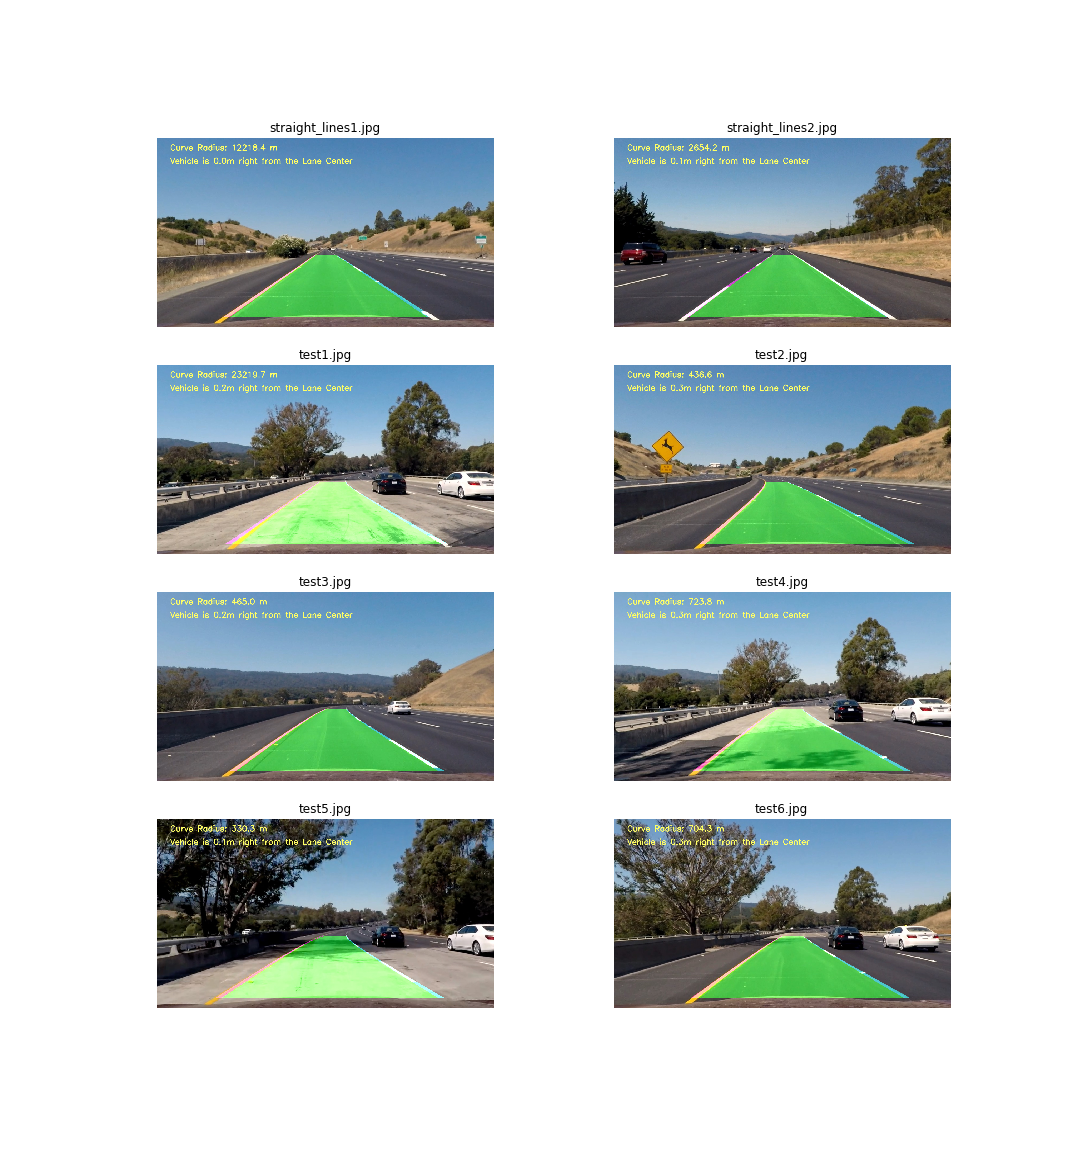 straight_lines1.jpg
Curve Radius: 12218.4 m
Vehicle is 0.0m right from the Lane Center
straight_lines2.jpg
Curve Radius: 2654.2 m
Vehicle is 0.1m right from the Lane Center
test1.jpg
Curve Radius: 23219.7 m
Vehicle is 0.2m right from the Lane Center
test2.jpg
Curve Radius: 436.6 m
Vehicle is 0.3m right from the Lane Center
test3.jpg
Curve Radius: 465.0 m
Vehicle is 0.2m right from the Lane Center
test4.jpg
Curve Radius: 723.8 m
Vehicle is 0.3m right from the Lane Center
test5.jpg
Curve Radius: 330.3 m
Vehicle is 0.1m right from the Lane Center
test6.jpg
Curve Radius: 704.3 m
Vehicle is 0.3m right from the Lane Center